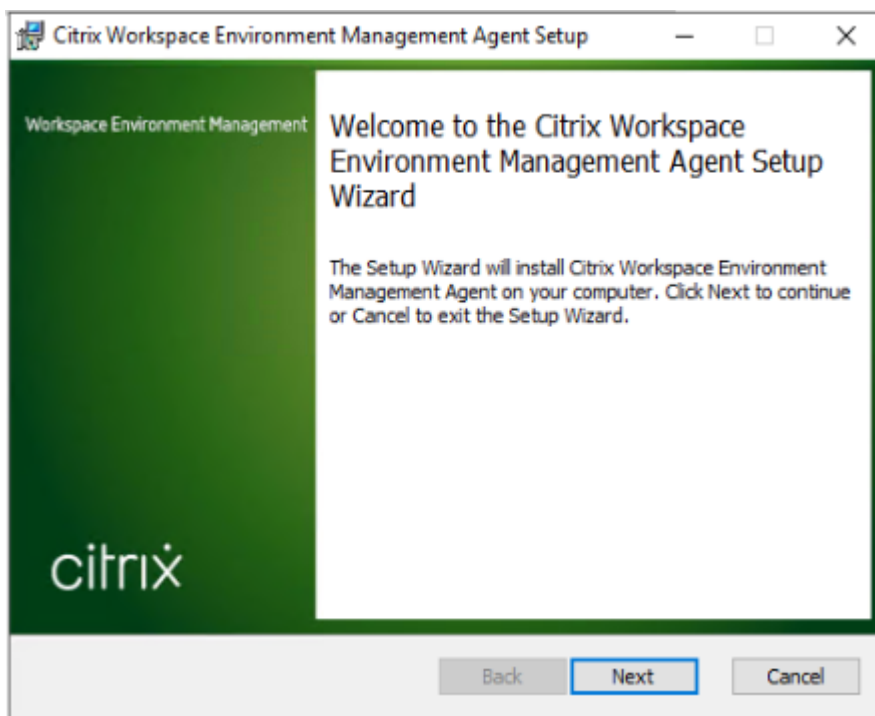 Citrix Workspace Environment Management Agent Setup
Workspace Environment Management
Welcome to the Citrix Workspace
Environment Management Agent Setup
Wizard
The Setup Wizard will install Citrix Workspace Environment
Management Agent on your computer. Click Next to continue
or Cancel to exit the Setup Wizard.
citrix
Back
Next
Cancel